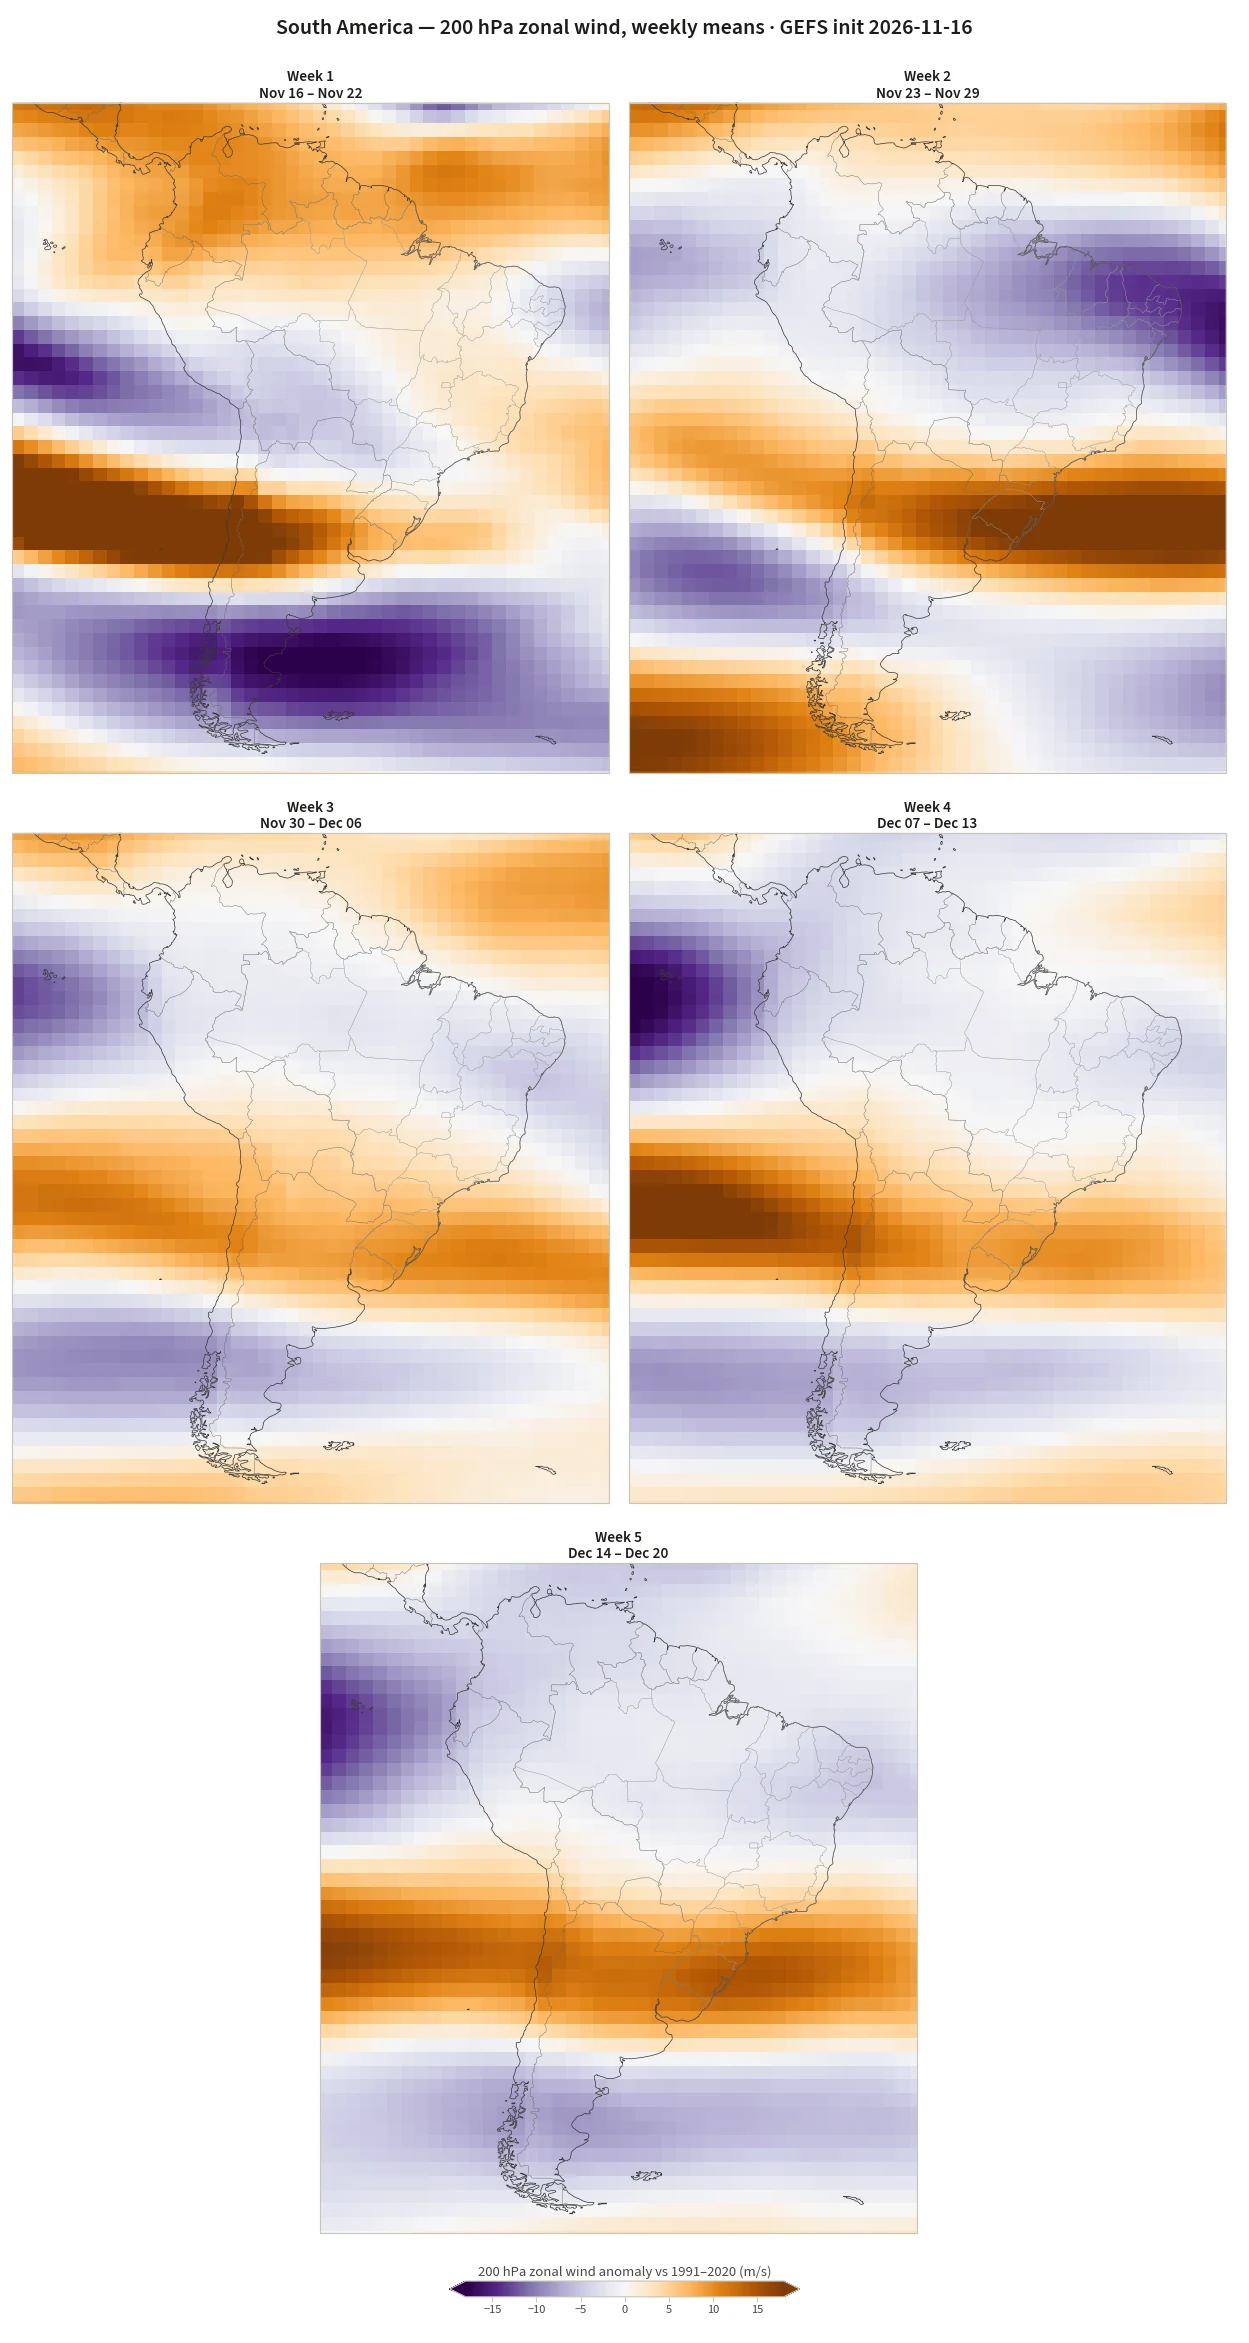 South America — 200 hPa zonal wind, weekly means · GEFS init 2026-11-16
Week 1
Nov 16 – Nov 22
Week 2
Nov 23 – Nov 29
Week 3
Nov 30 – Dec 06
Week 4
Dec 07 – Dec 13
Week 5
Dec 14 – Dec 20
200 hPa zonal wind anomaly vs 1991–2020 (m/s)
−15 −10 −5 0 5 10 15